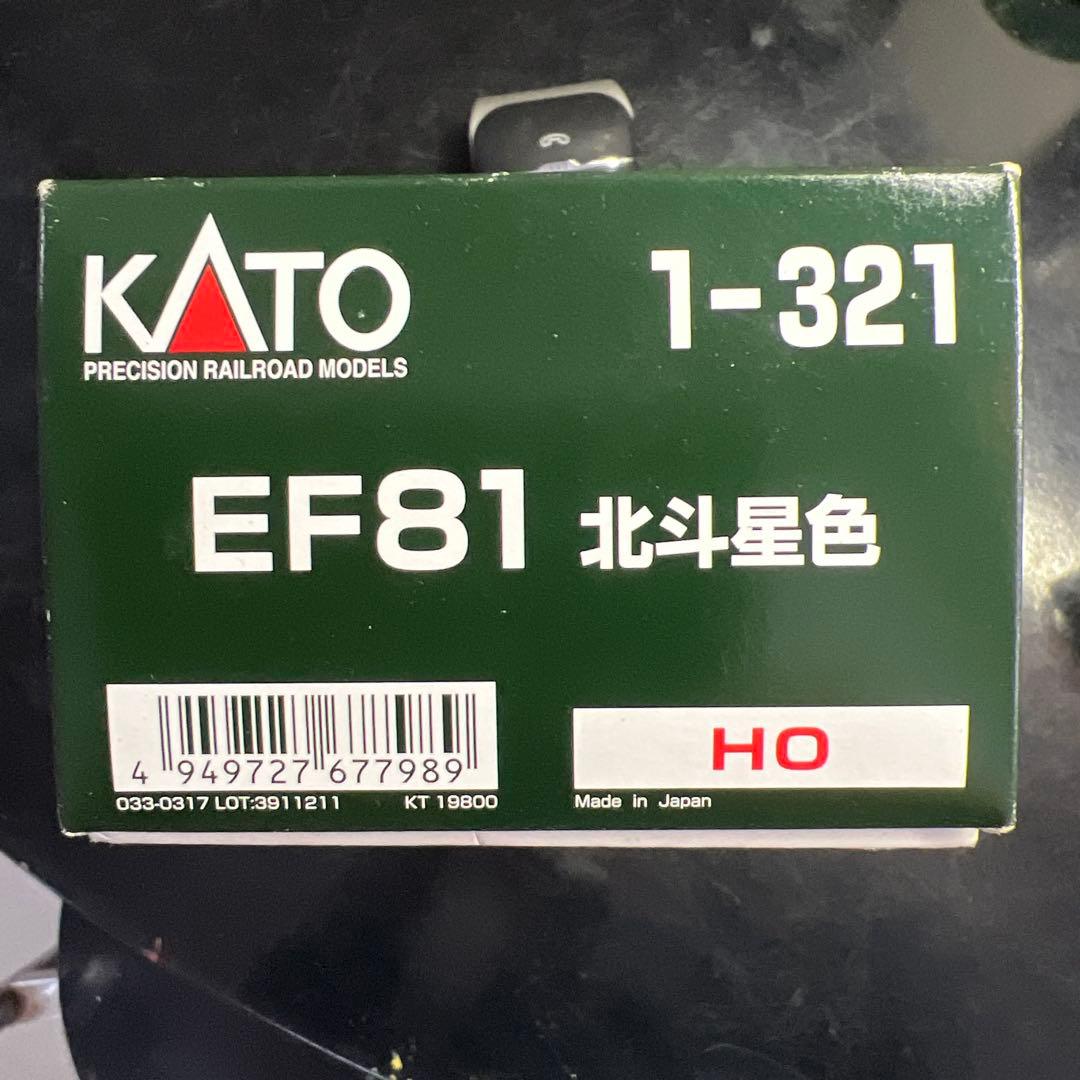 KATO
PRECISION RAILROAD MODELS
1-321
EF81 北斗星色
4 949727 677989
033-0317 LOT:3911211 KT 19800
HO
Made in Japan